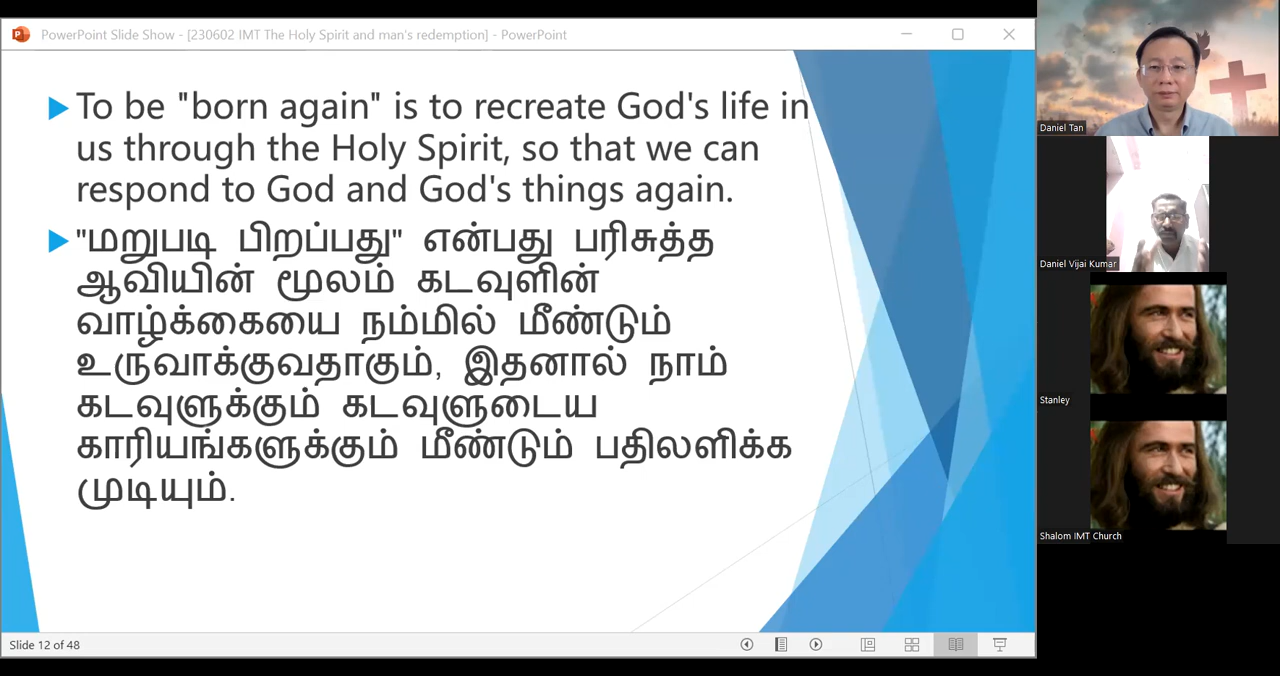 PowerPoint Slide Show - [230602 IMT The Holy Spirit and man's redemption] - PowerPoint
To be "born again" is to recreate God's life in
us through the Holy Spirit, so that we can
respond to God and God's things again.
"மறுபடி பிறப்பது" என்பது பரிசுத்த
ஆவியின் மூலம் கடவுளின்
வாழ்க்கையை நம்மில் மீண்டும்
உருவாக்குவதாகும், இதனால் நாம்
கடவுளுக்கும் கடவுளுடைய
காரியங்களுக்கும் மீண்டும் பதிலளிக்க
முடியும்.
Slide 12 of 48
Daniel Tan
Daniel Vijai Kumar
Stanley
Shalom IMT Church